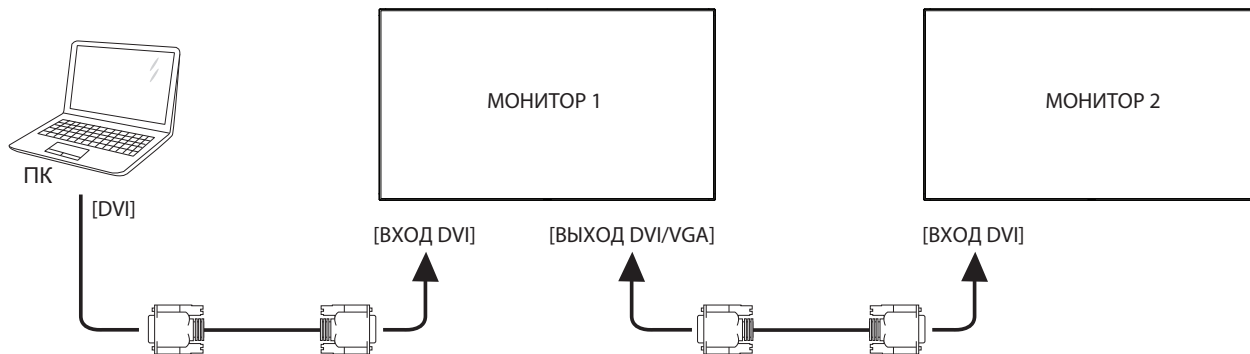 МОНИТОР 1
МОНИТОР 2
ПК
[DVI]
[ВХОД DVI]
[ВЫХОД DVI/VGA]
[ВХОД DVI]